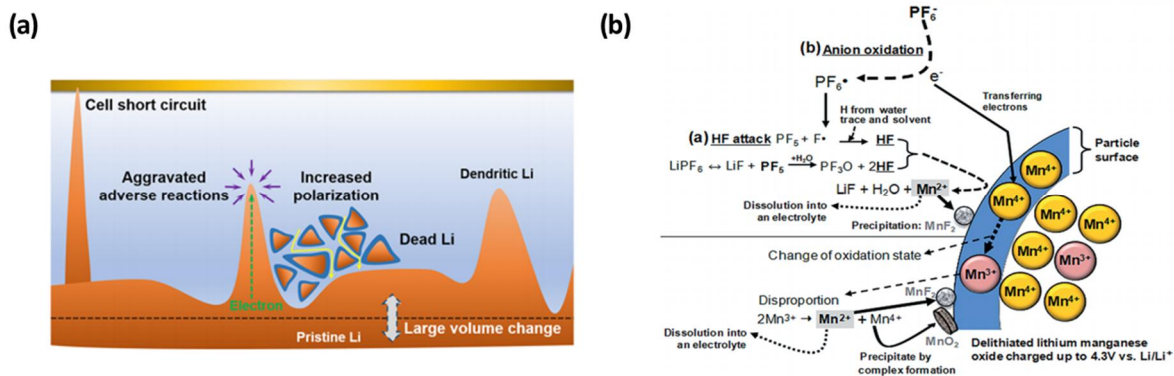 (a)
Cell short circuit
Aggravated
adverse reactions
Increased
polarization
Dendritic Li
Dead Li
Electron
Pristine Li
Large volume change
(b)
PF₆⁻
(b) Anion oxidation
PF₆•
e⁻
Transferring
electrons
H from water
trace and solvent
(a) HF attack PF₅ + F• → HF
LiPF₆ ↔ LiF + PF₅ +H₂O → PF₃O + 2HF
Particle
surface
LiF + H₂O + Mn²⁺
Dissolution into
an electrolyte
Precipitation: MnF₂
Mn⁴⁺
Mn⁴⁺
Mn⁴⁺
Mn⁴⁺
Mn⁴⁺
Mn³⁺
Mn³⁺
Mn⁴⁺
Mn⁴⁺
Change of oxidation state
Disproportion
MnF₂
2Mn³⁺ → Mn²⁺ + Mn⁴⁺
MnO₂
Dissolution into
an electrolyte
Precipitate by
complex formation
Delithiated lithium manganese
oxide charged up to 4.3V vs. Li/Li⁺